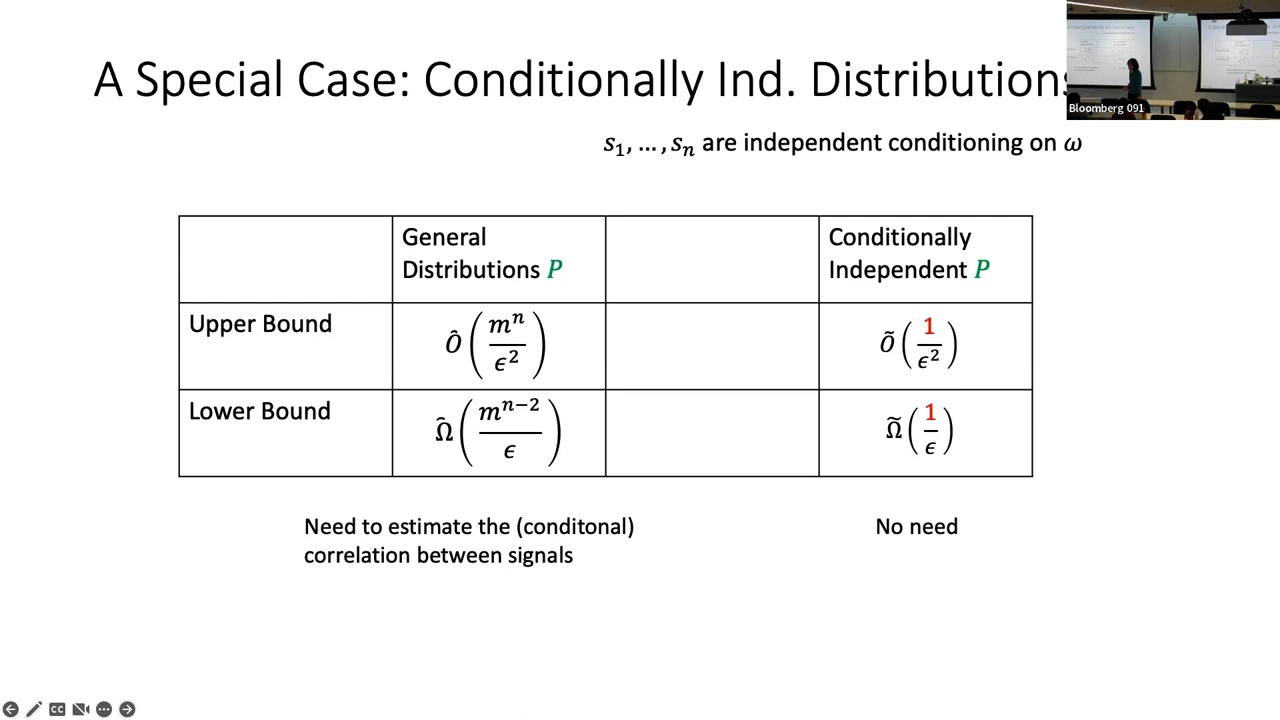 A Special Case: Conditionally Ind. Distributions
Bloomberg 091
s₁, … , sₙ are independent conditioning on ω
General
Distributions P
Conditionally
Independent P
Upper Bound
Ô(mⁿ/ϵ²)
Õ(1/ϵ²)
Lower Bound
Ω̂(mⁿ⁻²/ϵ)
Ω̃(1/ϵ)
Need to estimate the (conditonal)
correlation between signals
No need
CC